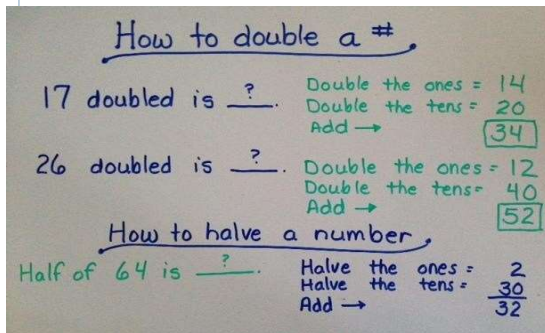 How to double a #.
17 doubled is ?.
Double the ones = 14
Double the tens = 20
Add → 34
26 doubled is ?.
Double the ones = 12
Double the tens = 40
Add → 52
How to halve a number.
Half of 64 is ?.
Halve the ones = 2
Halve the tens = 30
Add → 32